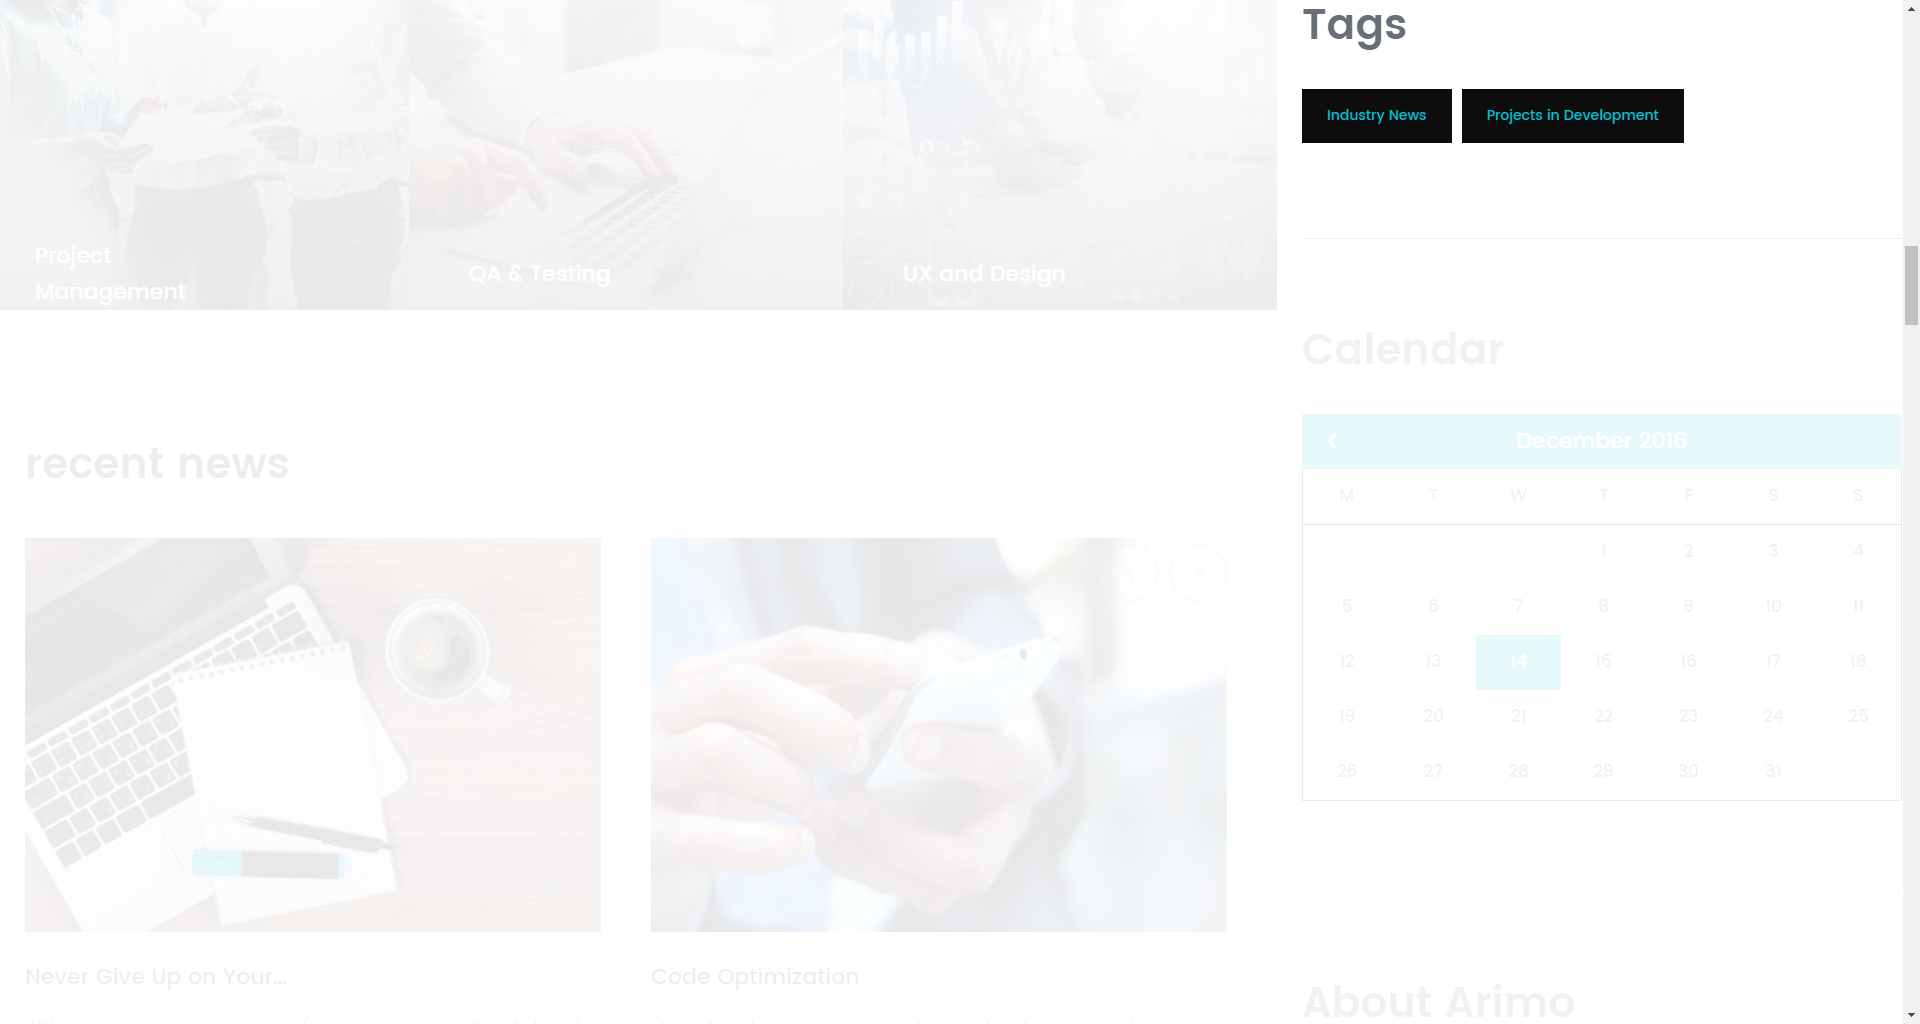 Project
Management
QA & Testing
UX and Design
recent news
Never Give Up on Your...
Code Optimization
Tags
Industry News
Projects in Development
Calendar
December 2016
M T W T F S S
1 2 3 4
5 6 7 8 9 10 11
12 13 14 15 16 17 18
19 20 21 22 23 24 25
26 27 28 29 30 31
About Arimo